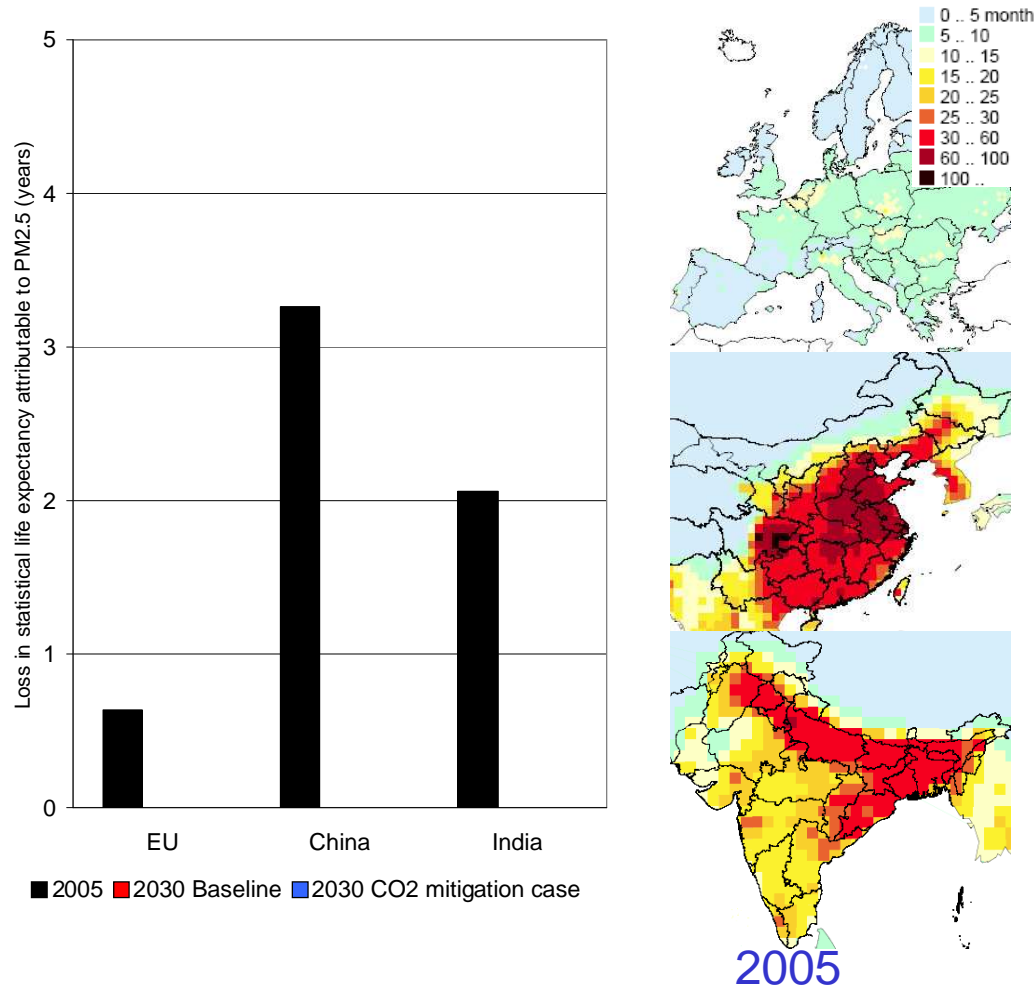 Loss in statistical life expectancy attributable to PM2.5 (years)
5
4
3
2
1
0
EU China India
2005 2030 Baseline 2030 CO2 mitigation case
0 .. 5 month
5 .. 10
10 .. 15
15 .. 20
20 .. 25
25 .. 30
30 .. 60
60 .. 100
100 ..
2005